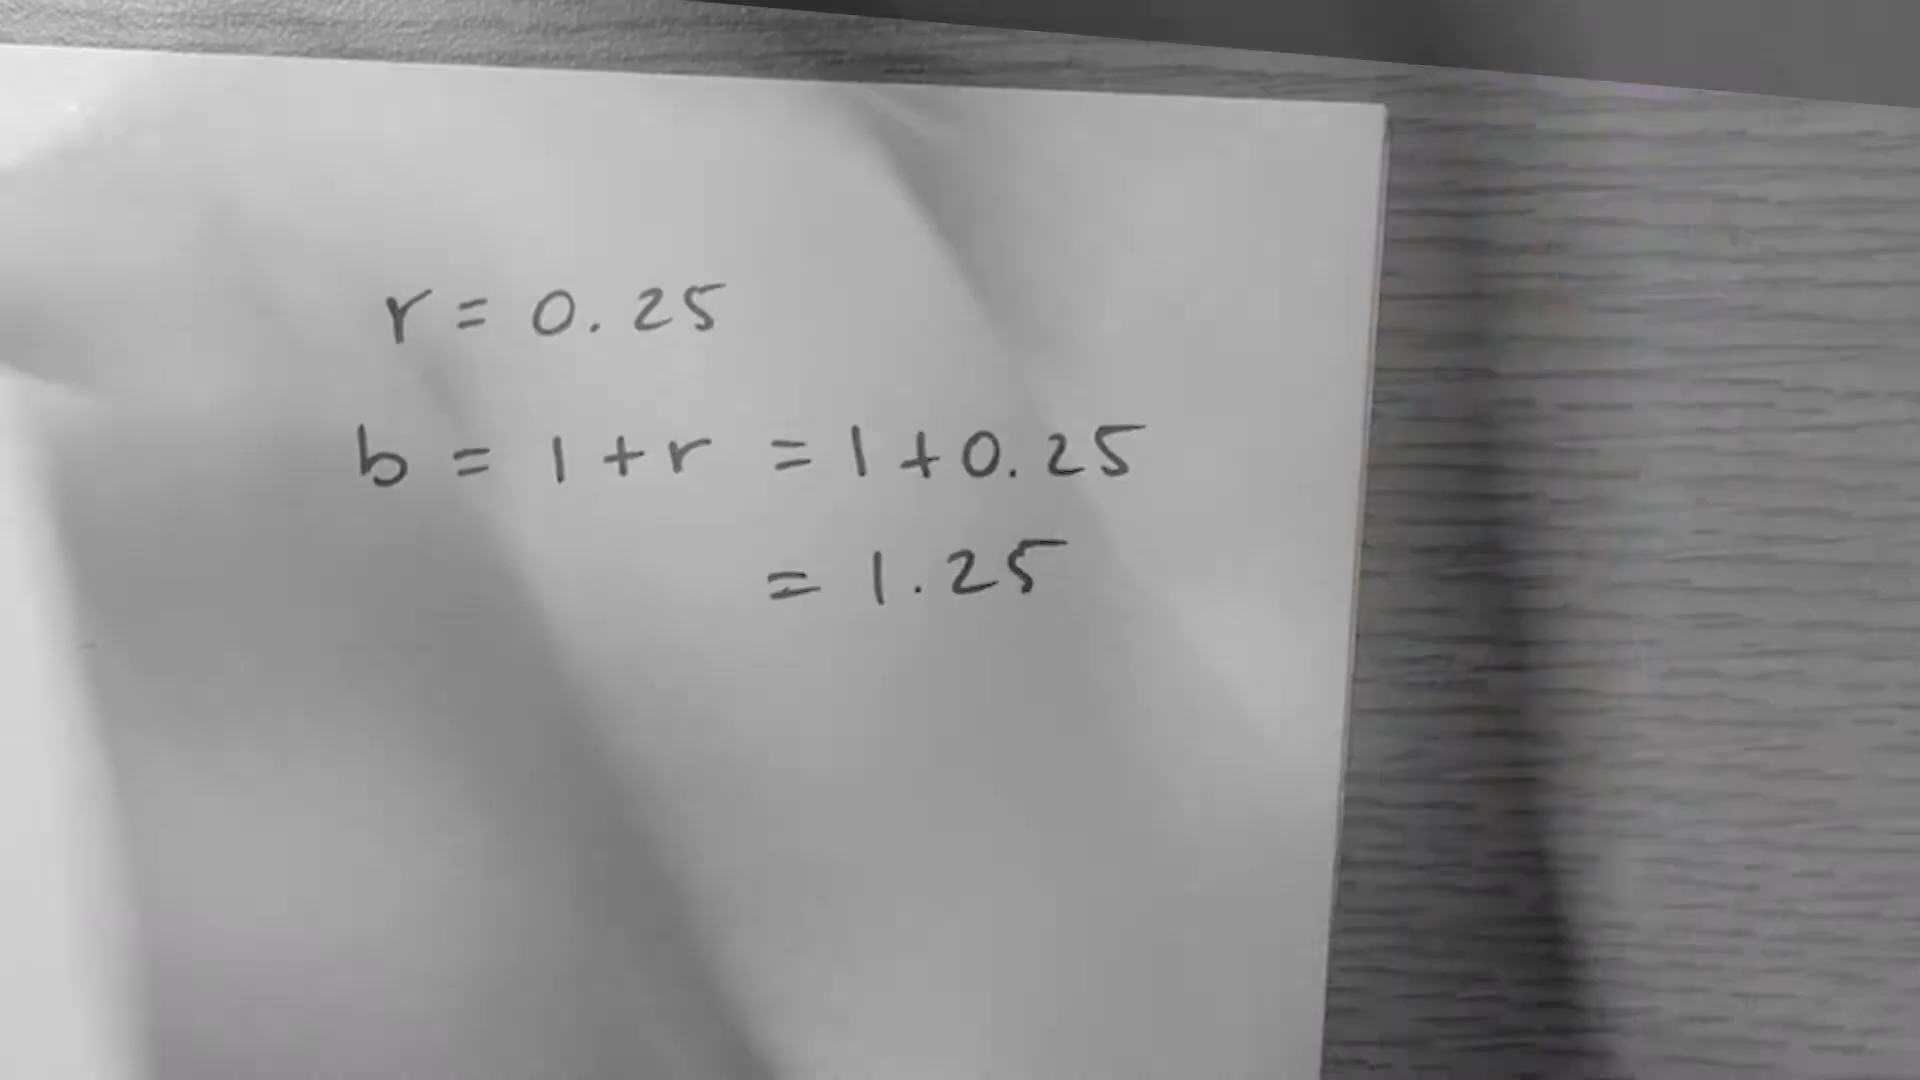 r = 0.25
b = 1 + r = 1 + 0.25
= 1.25